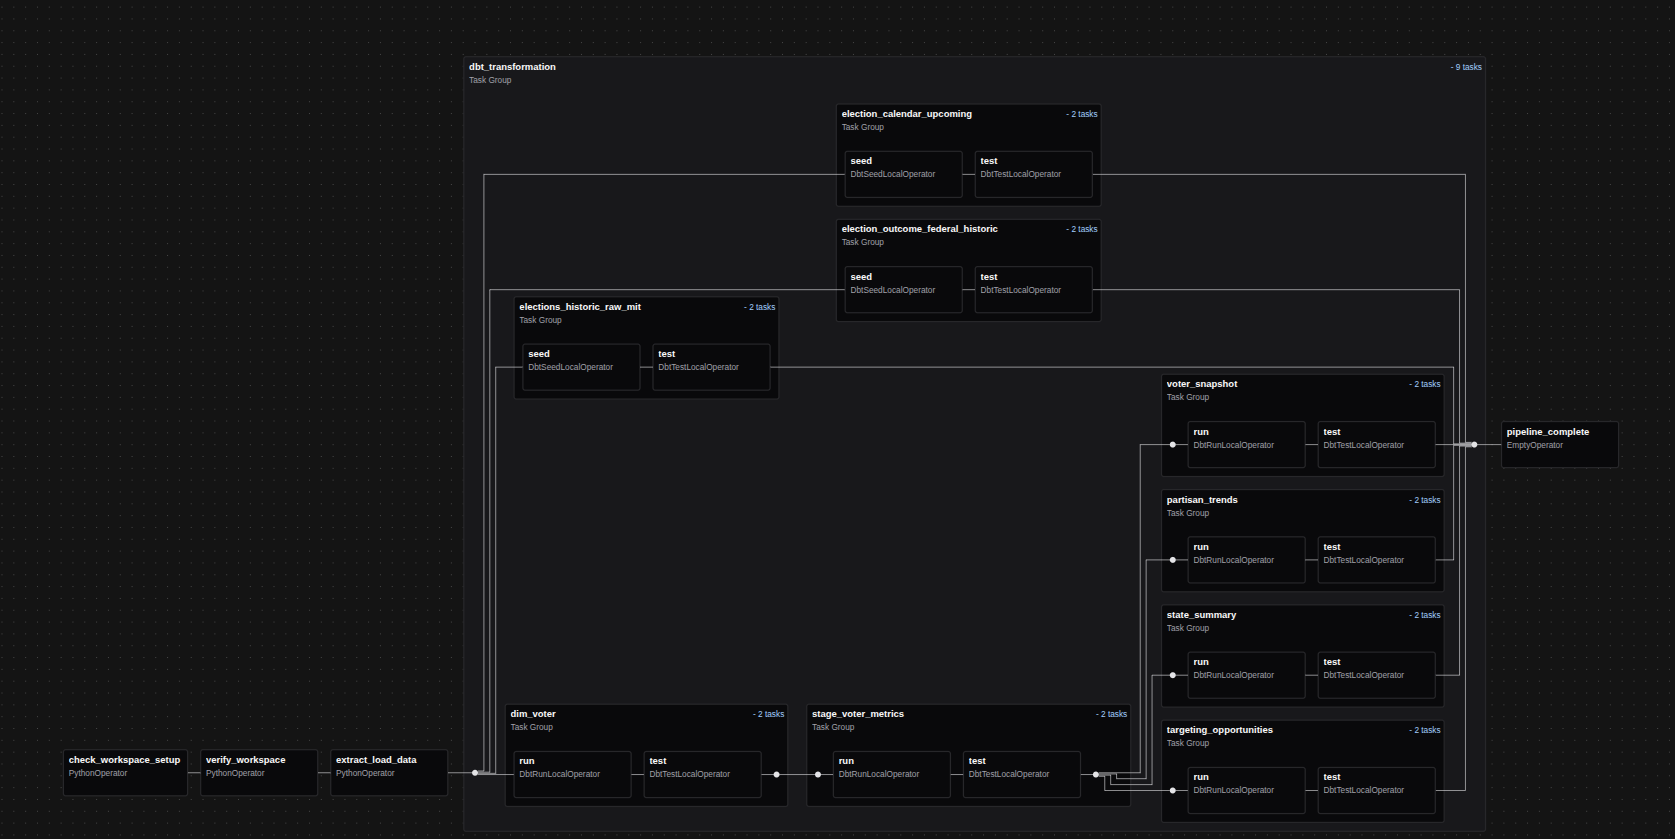 dbt_transformation
- 9 tasks
Task Group
election_calendar_upcoming
- 2 tasks
Task Group
seed
DbtSeedLocalOperator
test
DbtTestLocalOperator
election_outcome_federal_historic
- 2 tasks
Task Group
seed
DbtSeedLocalOperator
test
DbtTestLocalOperator
elections_historic_raw_mit
- 2 tasks
Task Group
seed
DbtSeedLocalOperator
test
DbtTestLocalOperator
voter_snapshot
- 2 tasks
Task Group
run
DbtRunLocalOperator
test
DbtTestLocalOperator
pipeline_complete
EmptyOperator
partisan_trends
- 2 tasks
Task Group
run
DbtRunLocalOperator
test
DbtTestLocalOperator
state_summary
- 2 tasks
Task Group
run
DbtRunLocalOperator
test
DbtTestLocalOperator
dim_voter
- 2 tasks
Task Group
run
DbtRunLocalOperator
test
DbtTestLocalOperator
stage_voter_metrics
- 2 tasks
Task Group
run
DbtRunLocalOperator
test
DbtTestLocalOperator
targeting_opportunities
- 2 tasks
Task Group
run
DbtRunLocalOperator
test
DbtTestLocalOperator
check_workspace_setup
PythonOperator
verify_workspace
PythonOperator
extract_load_data
PythonOperator